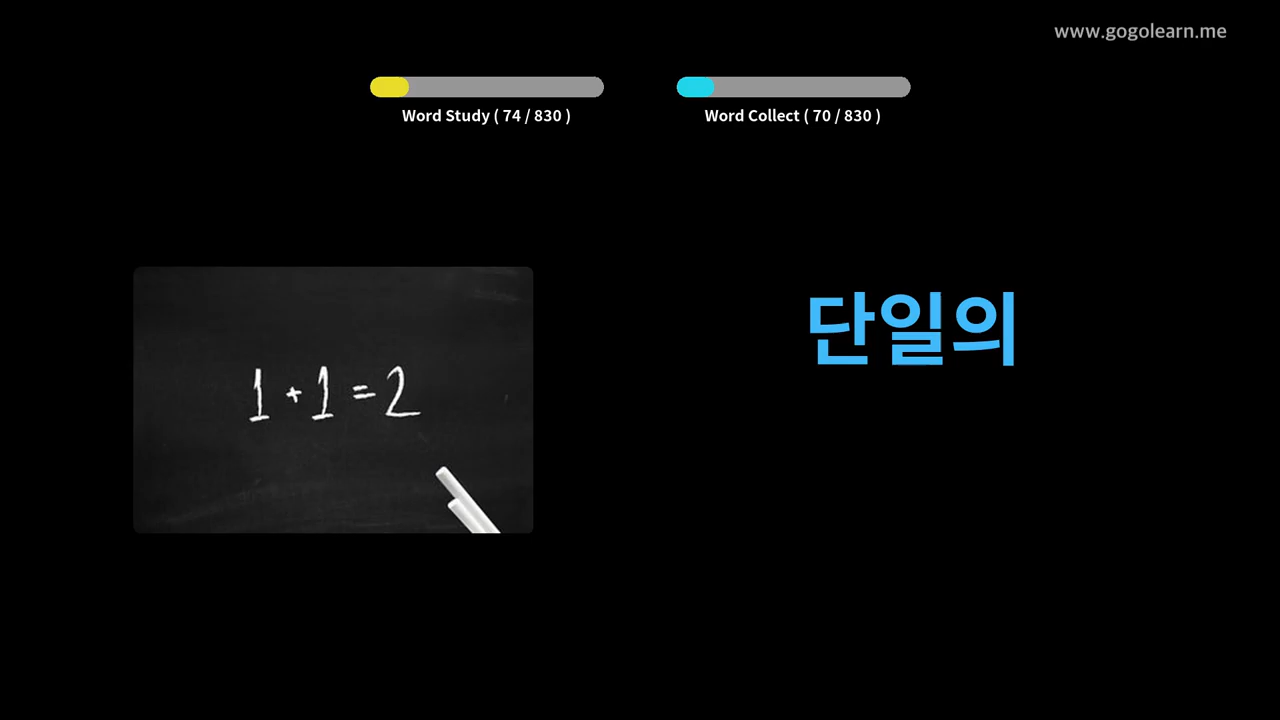 www.gogolearn.me
Word Study ( 74 / 830 )
Word Collect ( 70 / 830 )
1 + 1 = 2
단일의